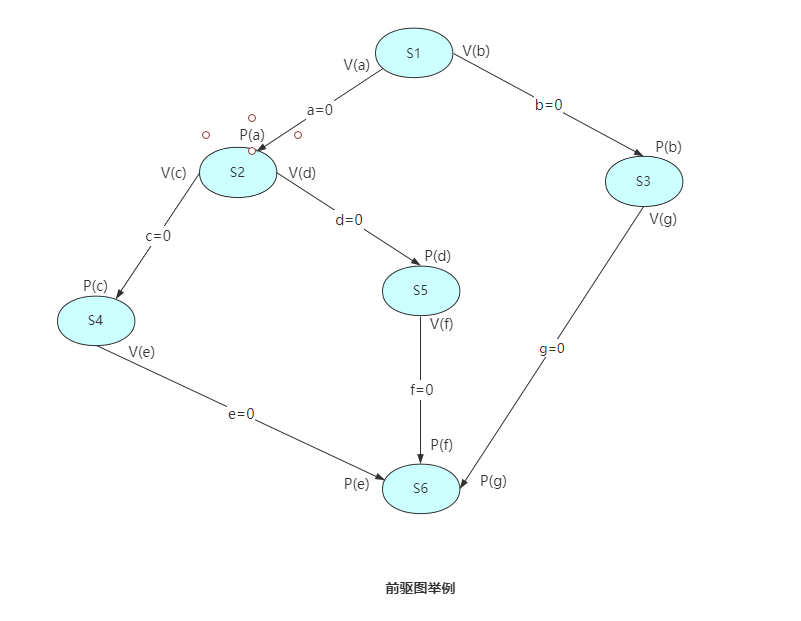 S1
V(a)
V(b)
a=0
b=0
P(a)
P(b)
V(c)
S2
V(d)
S3
d=0
V(g)
c=0
P(d)
P(c)
S5
S4
V(f)
V(e)
g=0
f=0
e=0
P(f)
P(e)
S6
P(g)
前驱图举例